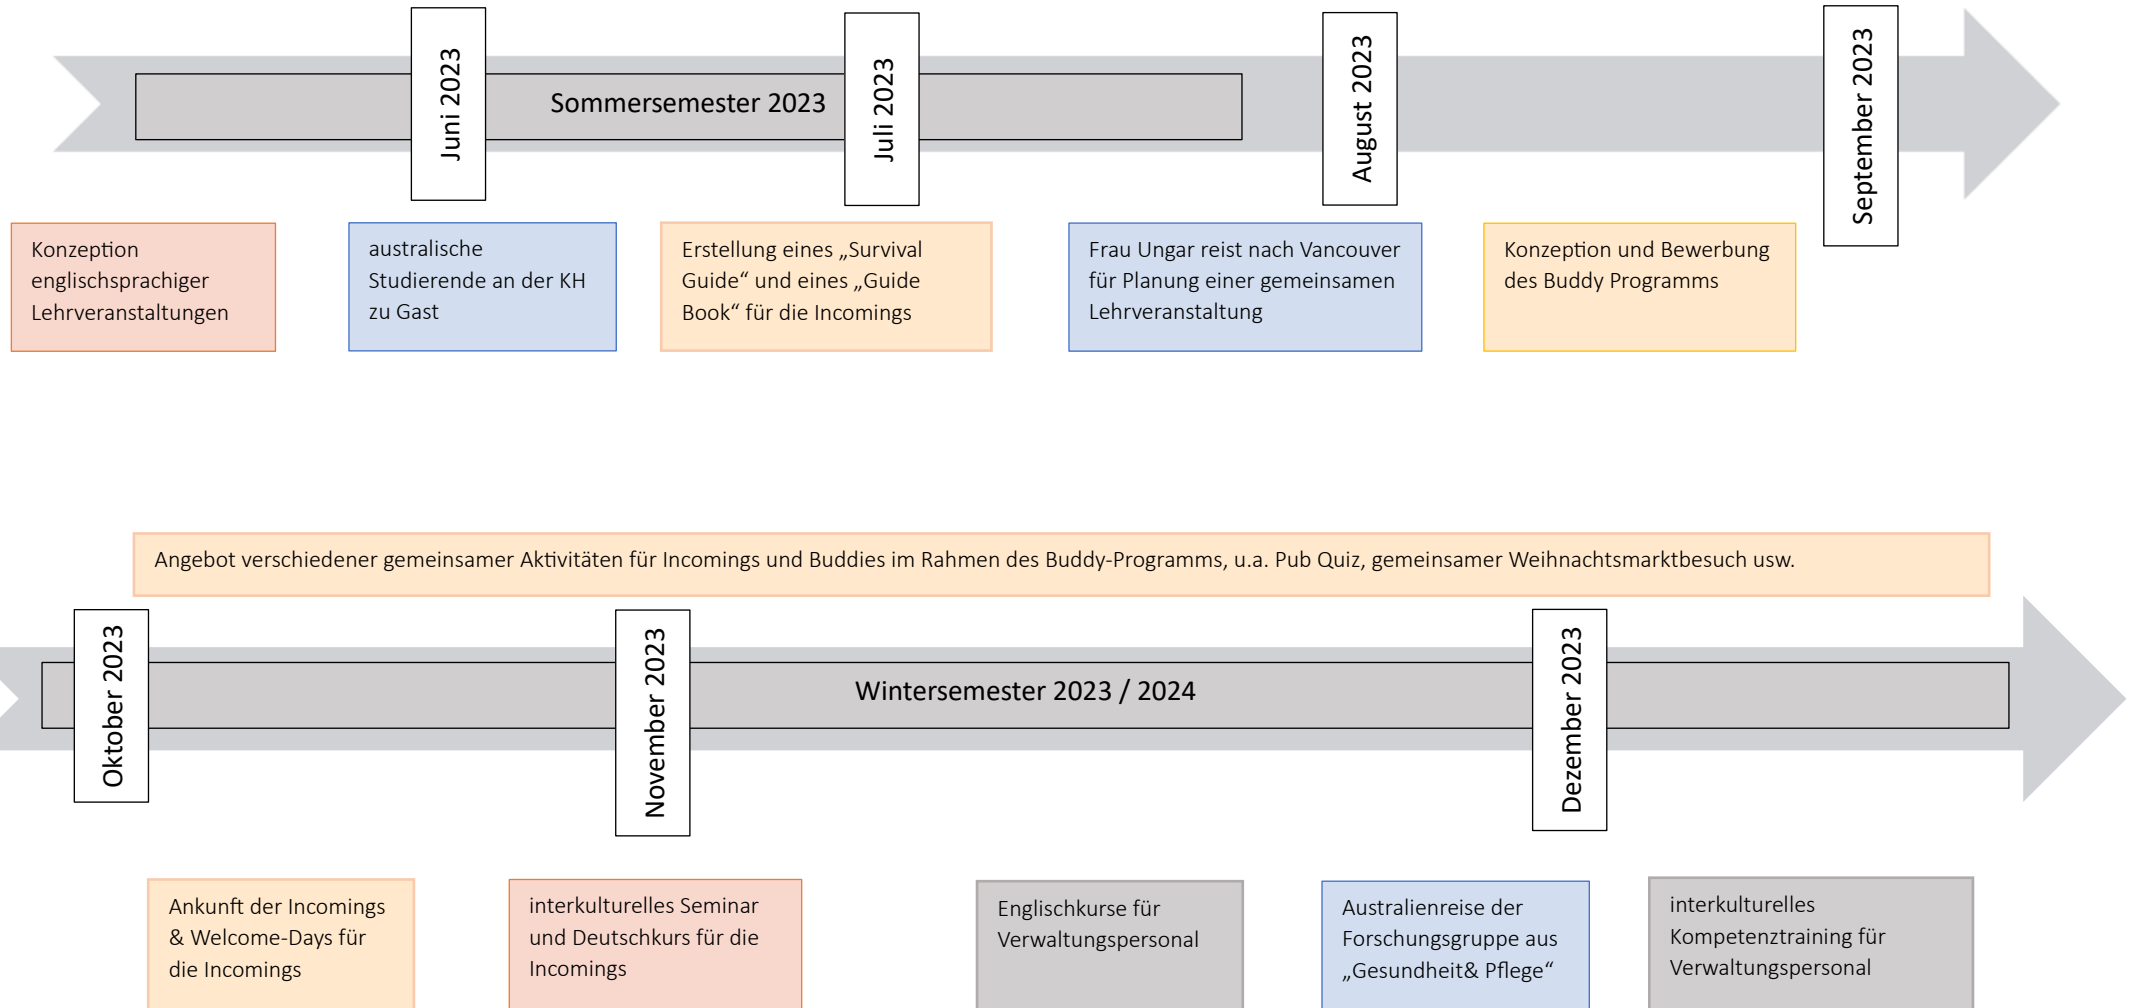 Juni 2023
Juli 2023
August 2023
September 2023
Sommersemester 2023
Konzeption
englischsprachiger
Lehrveranstaltungen
australische
Studierende an der KH
zu Gast
Erstellung eines „Survival
Guide“ und eines „Guide
Book“ für die Incomings
Frau Ungar reist nach Vancouver
für Planung einer gemeinsamen
Lehrveranstaltung
Konzeption und Bewerbung
des Buddy Programms
Angebot verschiedener gemeinsamer Aktivitäten für Incomings und Buddies im Rahmen des Buddy-Programms, u.a. Pub Quiz, gemeinsamer Weihnachtsmarktbesuch usw.
Oktober 2023
November 2023
Dezember 2023
Wintersemester 2023 / 2024
Ankunft der Incomings
& Welcome-Days für
die Incomings
interkulturelles Seminar
und Deutschkurs für die
Incomings
Englischkurse für
Verwaltungspersonal
Australienreise der
Forschungsgruppe aus
„Gesundheit& Pflege“
interkulturelles
Kompetenztraining für
Verwaltungspersonal